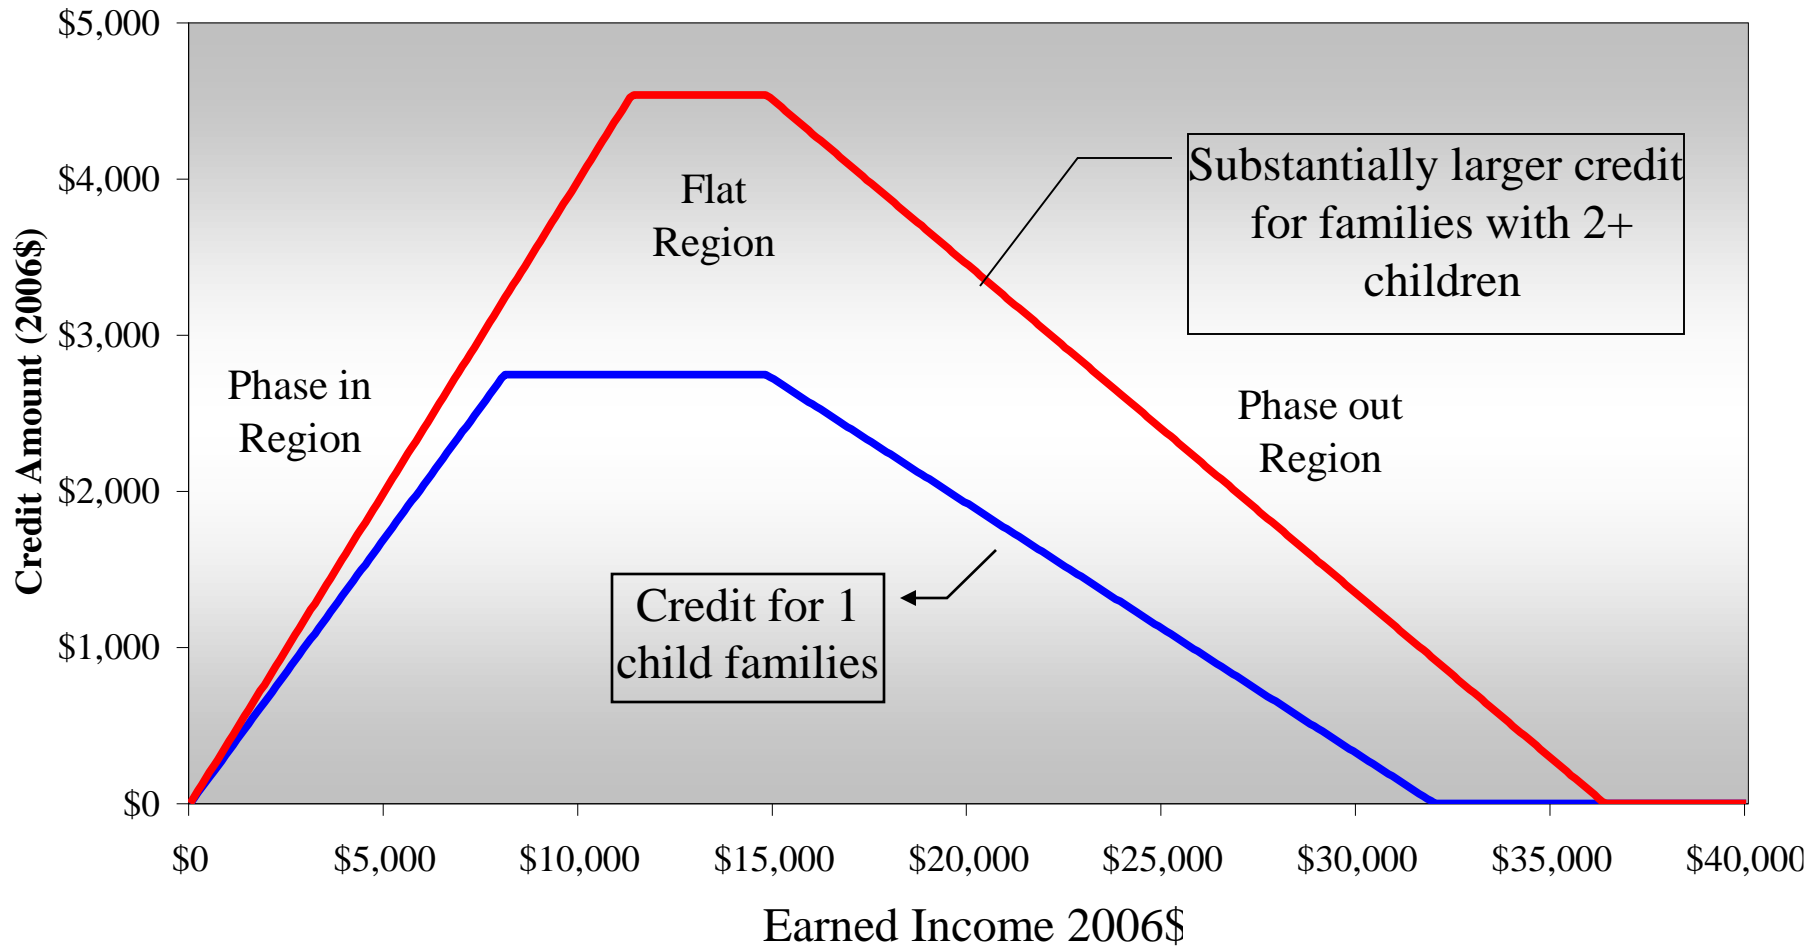 $5,000
$4,000
$3,000
$2,000
$1,000
$0
Credit Amount (2006$)
Flat
Region
Substantially larger credit
for families with 2+
children
Phase in
Region
Phase out
Region
Credit for 1
child families
$0 $5,000 $10,000 $15,000 $20,000 $25,000 $30,000 $35,000 $40,000
Earned Income 2006$